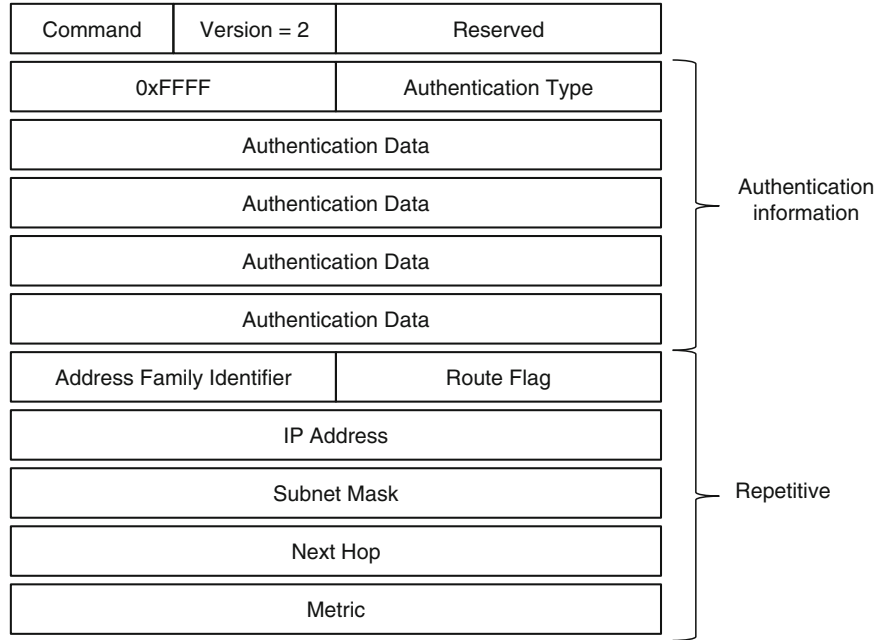 Command Version = 2 Reserved
0xFFFF Authentication Type
Authentication Data
Authentication Data
Authentication Data
Authentication Data
Authentication
information
Address Family Identifier Route Flag
IP Address
Subnet Mask
Next Hop
Metric
Repetitive